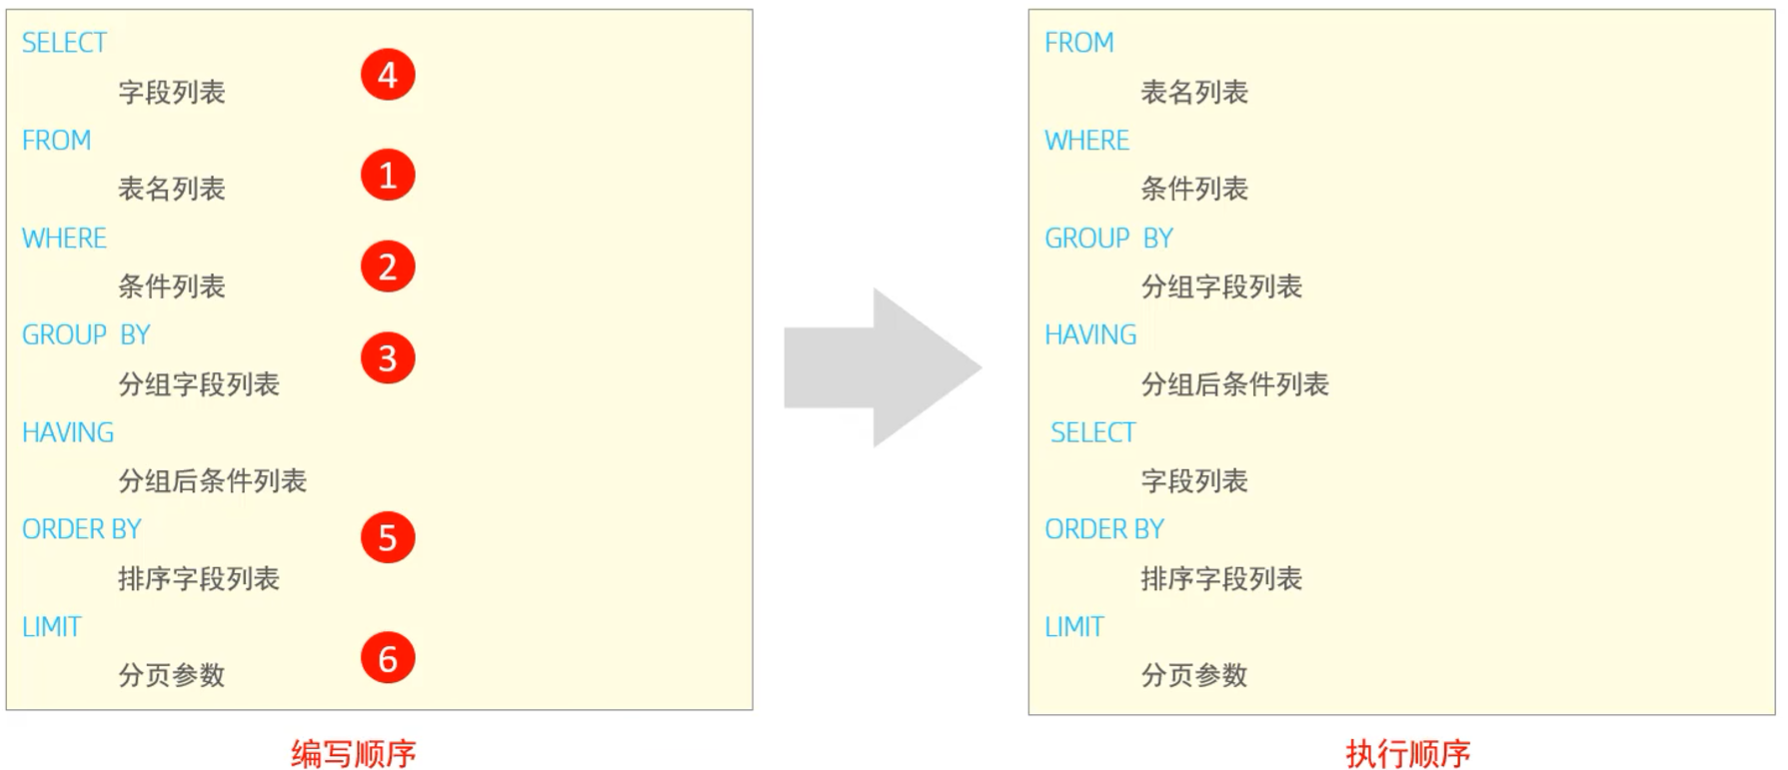 SELECT
④
字段列表
FROM
①
表名列表
WHERE
②
条件列表
GROUP BY
③
分组字段列表
HAVING
分组后条件列表
ORDER BY
⑤
排序字段列表
LIMIT
⑥
分页参数
编写顺序
FROM
表名列表
WHERE
条件列表
GROUP BY
分组字段列表
HAVING
分组后条件列表
SELECT
字段列表
ORDER BY
排序字段列表
LIMIT
分页参数
执行顺序